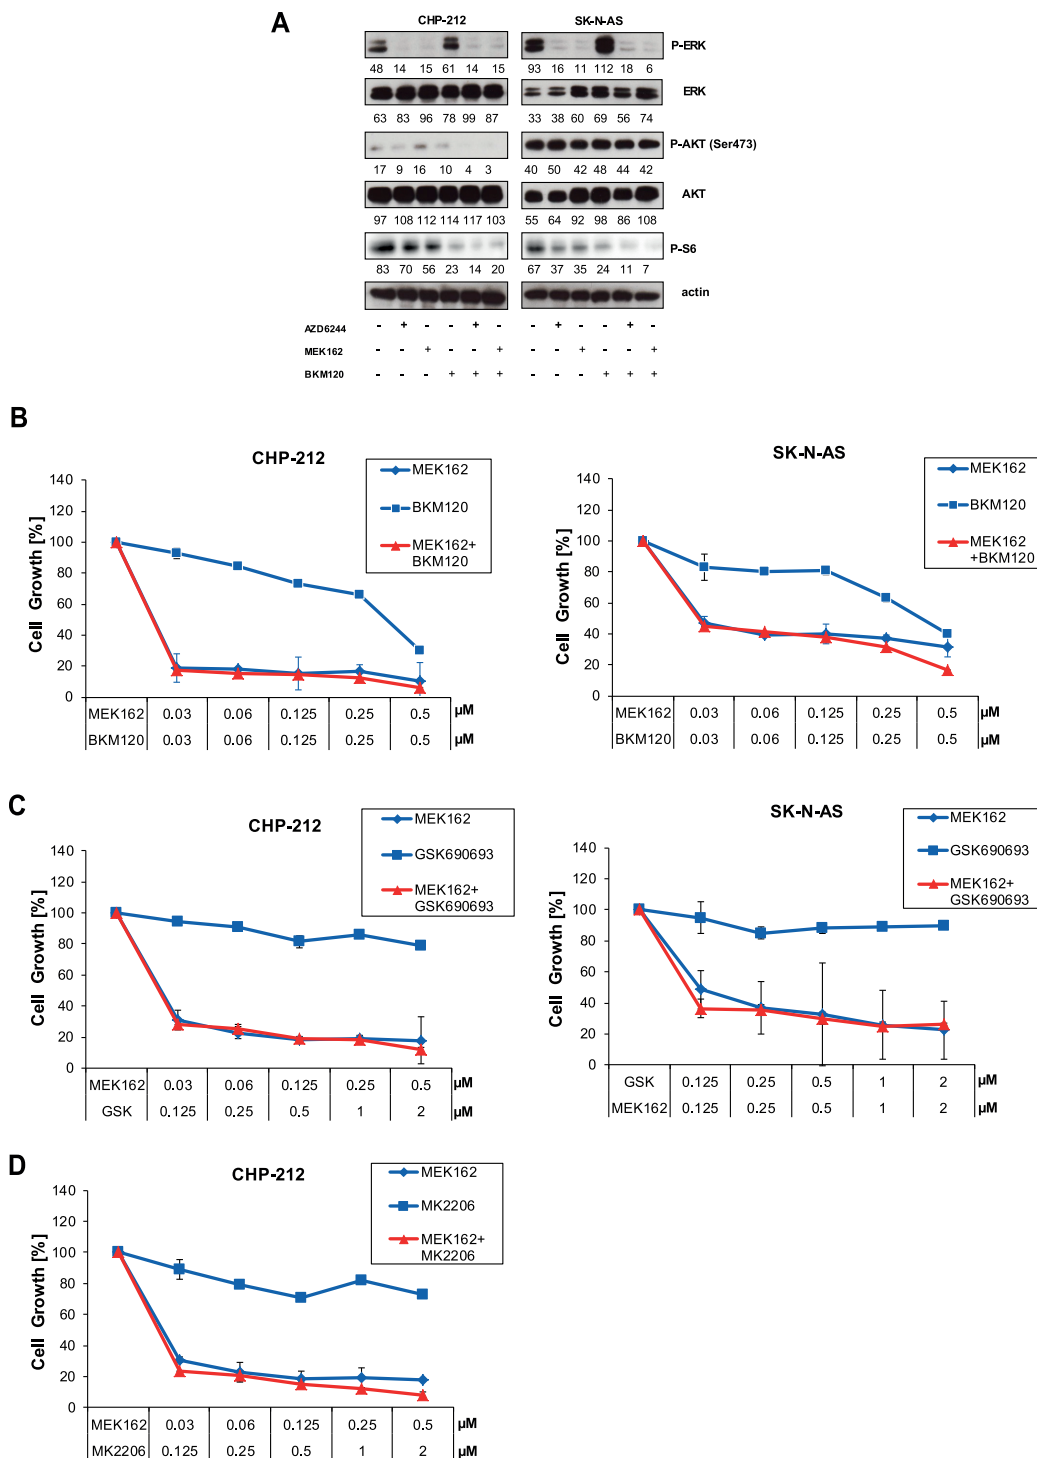 A
CHP-212 SK-N-AS
P-ERK
48 14 15 61 14 15 93 16 11 112 18 6
ERK
63 83 96 78 99 87 33 38 60 69 56 74
P-AKT (Ser473)
17 9 16 10 4 3 40 50 42 48 44 42
AKT
97 108 112 114 117 103 55 64 92 98 86 108
P-S6
83 70 56 23 14 20 67 37 35 24 11 7
actin
AZD6244 - + - - + - - + - - + -
MEK162 - - + - - + - - + - - +
BKM120 - - - + + + - - - + + +
B
CHP-212
MEK162
BKM120
MEK162+
BKM120
Cell Growth [%]
140
120
100
80
60
40
20
0
MEK162 0.03 0.06 0.125 0.25 0.5 µM
BKM120 0.03 0.06 0.125 0.25 0.5 µM
SK-N-AS
MEK162
BKM120
MEK162
+BKM120
Cell Growth [%]
140
120
100
80
60
40
20
0
MEK162 0.03 0.06 0.125 0.25 0.5 µM
BKM120 0.03 0.06 0.125 0.25 0.5 µM
C
CHP-212
MEK162
GSK690693
MEK162+
GSK690693
Cell Growth [%]
140
120
100
80
60
40
20
0
MEK162 0.03 0.06 0.125 0.25 0.5 µM
GSK 0.125 0.25 0.5 1 2 µM
SK-N-AS
MEK162
GSK690693
MEK162+
GSK690693
Cell Growth [%]
140
120
100
80
60
40
20
0
GSK 0.125 0.25 0.5 1 2 µM
MEK162 0.125 0.25 0.5 1 2 µM
D
CHP-212
MEK162
MK2206
MEK162+
MK2206
Cell Growth [%]
140
120
100
80
60
40
20
0
MEK162 0.03 0.06 0.125 0.25 0.5 µM
MK2206 0.125 0.25 0.5 1 2 µM